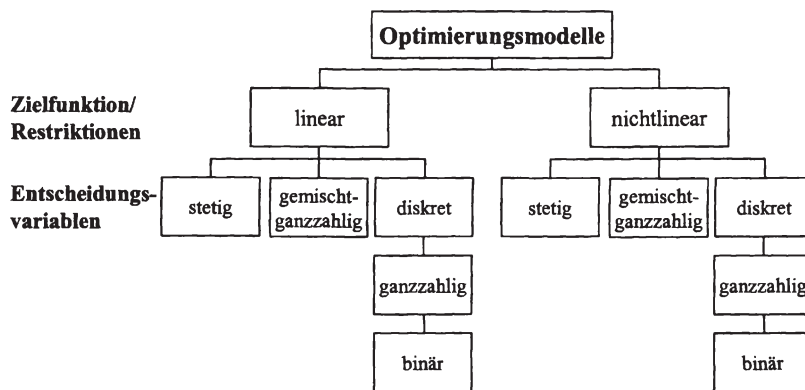 Optimierungsmodelle
Zielfunktion/
Restriktionen
linear
nichtlinear
Entscheidungs-
variablen
stetig
gemischt-
ganzzahlig
diskret
stetig
gemischt-
ganzzahlig
diskret
ganzzahlig
ganzzahlig
binär
binär